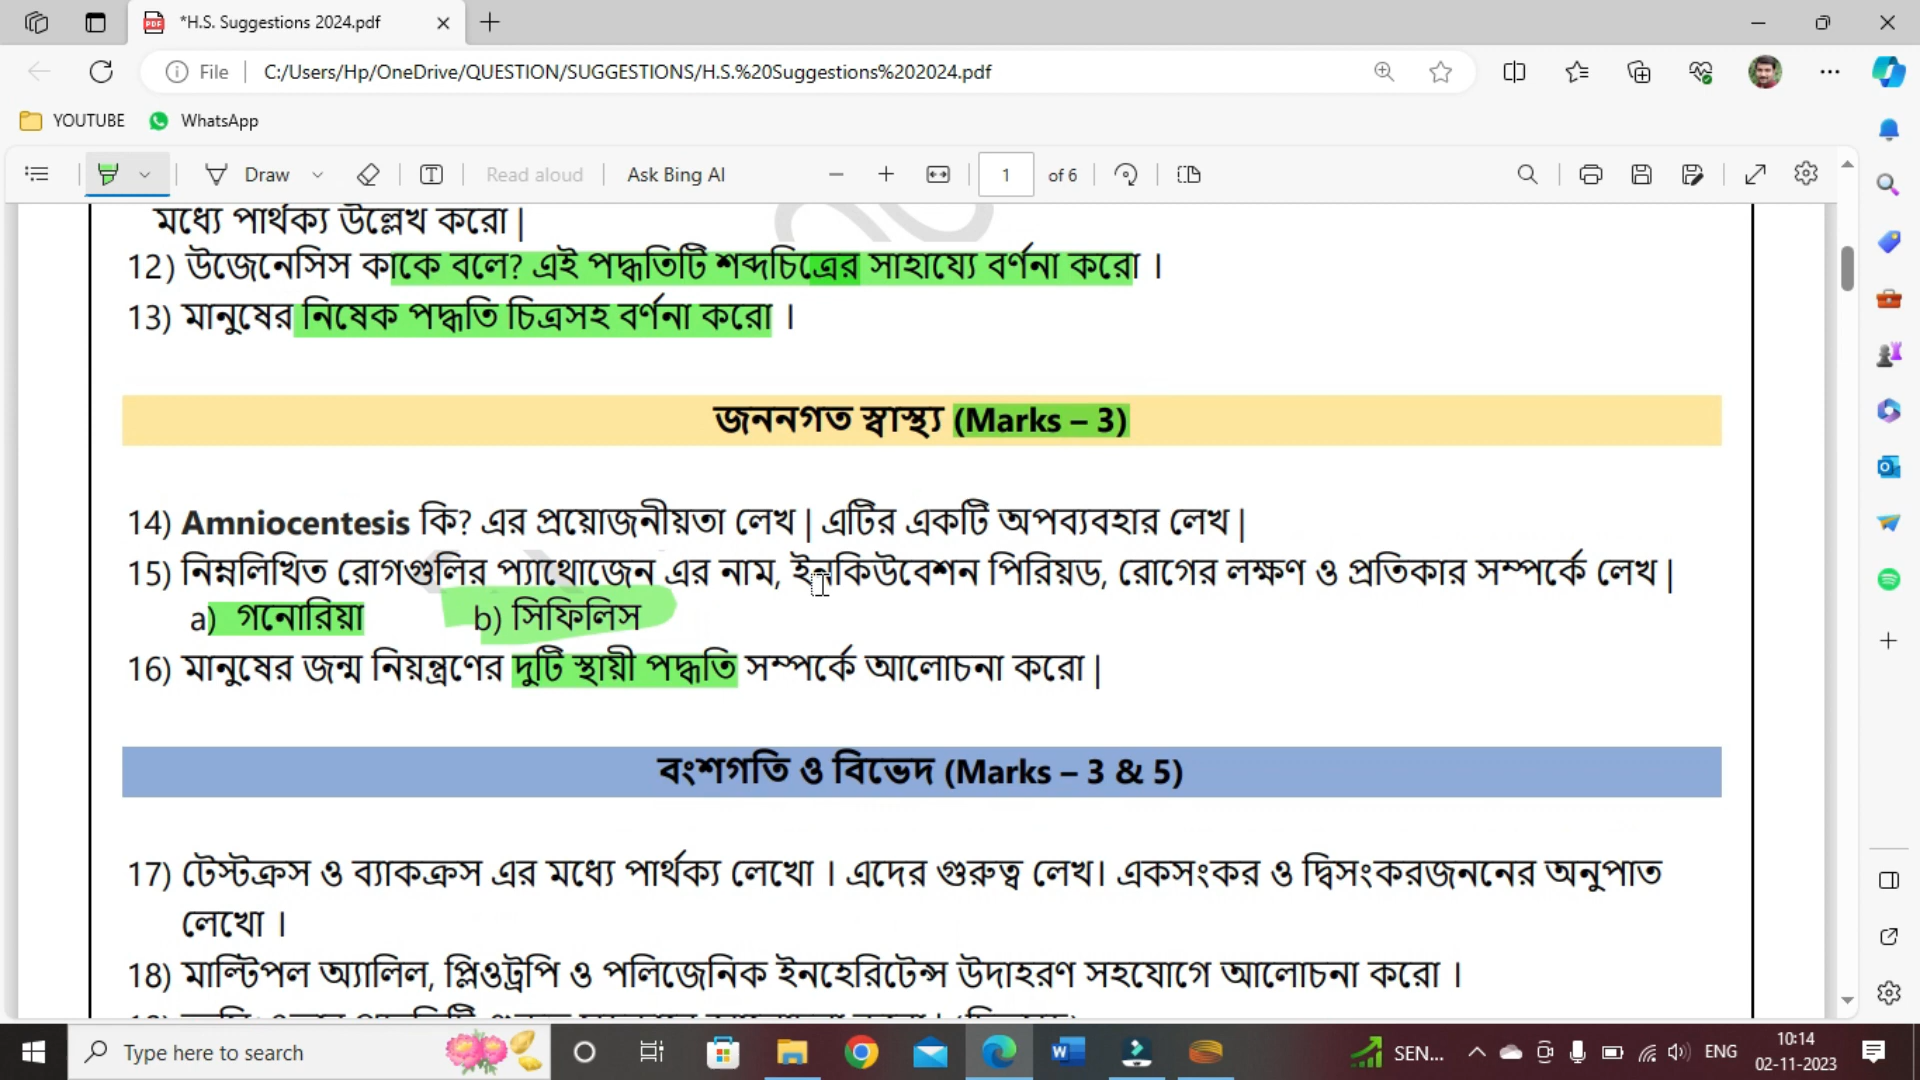 *H.S. Suggestions 2024.pdf
File C:/Users/Hp/OneDrive/QUESTION/SUGGESTIONS/H.S.%20Suggestions%202024.pdf
YOUTUBE WhatsApp
Draw Read aloud Ask Bing AI 1 of 6
মধ্যে পার্থক্য উল্লেখ করো|
12) উজেনেসিস কাকে বলে? এই পদ্ধতিটি শব্দচিত্রের সাহায্যে বর্ণনা করো ।
13) মানুষের নিষেক পদ্ধতি চিত্রসহ বর্ণনা করো ।
জননগত স্বাস্থ্য (Marks – 3)
14) Amniocentesis কি? এর প্রয়োজনীয়তা লেখ| এটির একটি অপব্যবহার লেখ|
15) নিম্নলিখিত রোগগুলির প্যাথোজেন এর নাম, ইনকিউবেশন পিরিয়ড, রোগের লক্ষণ ও প্রতিকার সম্পর্কে লেখ|
a) গনোরিয়া b) সিফিলিস
16) মানুষের জন্ম নিয়ন্ত্রণের দুটি স্থায়ী পদ্ধতি সম্পর্কে আলোচনা করো|
বংশগতি ও বিভেদ (Marks – 3 & 5)
17) টেস্টক্রস ও ব্যাকক্রস এর মধ্যে পার্থক্য লেখো । এদের গুরুত্ব লেখ। একসংকর ও দ্বিসংকরজননের অনুপাত
লেখো ।
18) মাল্টিপল অ্যালিল, প্লিওট্রপি ও পলিজেনিক ইনহেরিটেন্স উদাহরণ সহযোগে আলোচনা করো ।
Type here to search SEN... ENG 10:14
02-11-2023